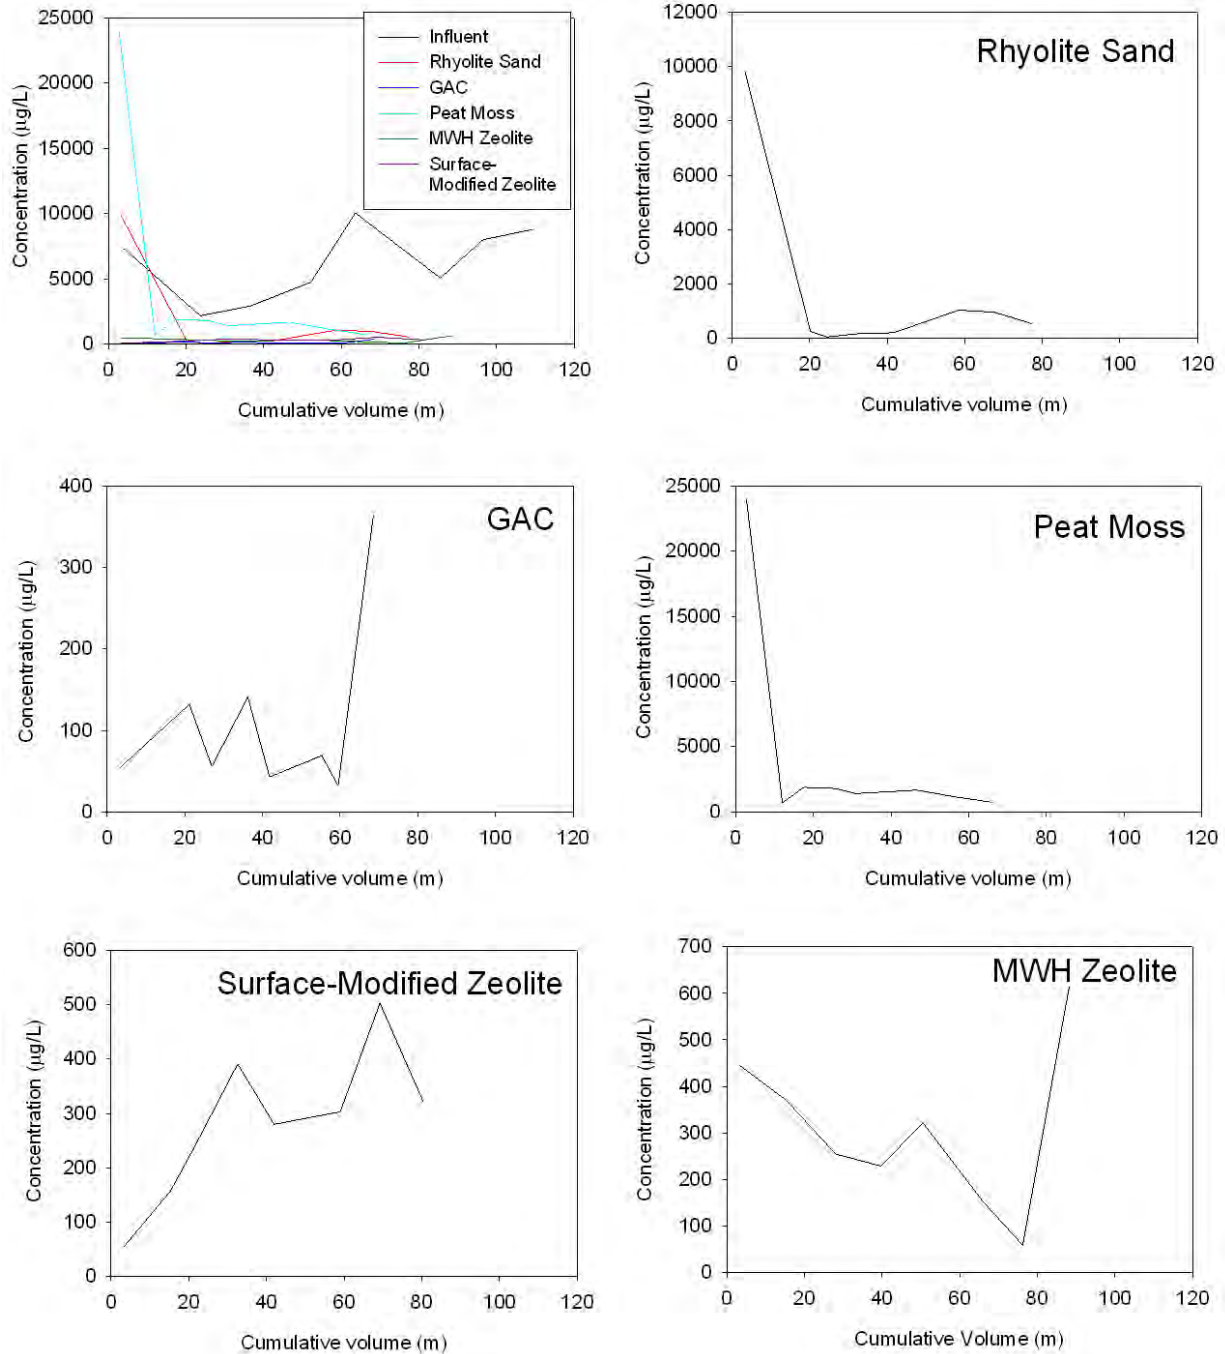 25000
20000
15000
10000
5000
0
Concentration (µg/L)
Influent
Rhyolite Sand
GAC
Peat Moss
MWH Zeolite
Surface-
Modified Zeolite
0 20 40 60 80 100 120
Cumulative volume (m)
12000
10000
8000
6000
4000
2000
0
Concentration (µg/L)
Rhyolite Sand
0 20 40 60 80 100 120
Cumulative volume (m)
400
300
200
100
0
Concentration (µg/L)
GAC
0 20 40 60 80 100 120
Cumulative volume (m)
25000
20000
15000
10000
5000
0
Concentration (µg/L)
Peat Moss
0 20 40 60 80 100 120
Cumulative volume (m)
600
500
400
300
200
100
0
Concentration (µg/L)
Surface-Modified Zeolite
0 20 40 60 80 100 120
Cumulative volume (m)
700
600
500
400
300
200
100
0
Concentration (µg/L)
MWH Zeolite
0 20 40 60 80 100 120
Cumulative Volume (m)